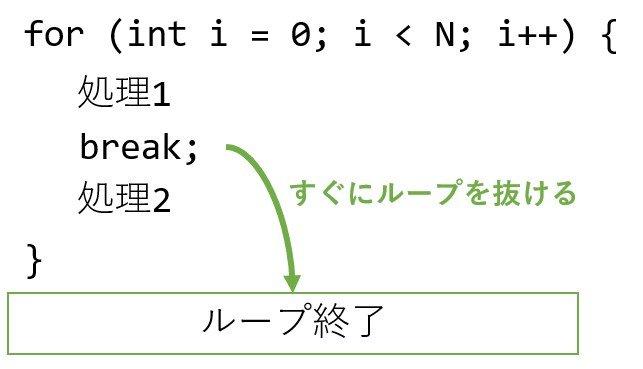 for (int i = 0; i < N; i++) {
処理1
break;
すぐにループを抜ける
処理2
}
ループ終了